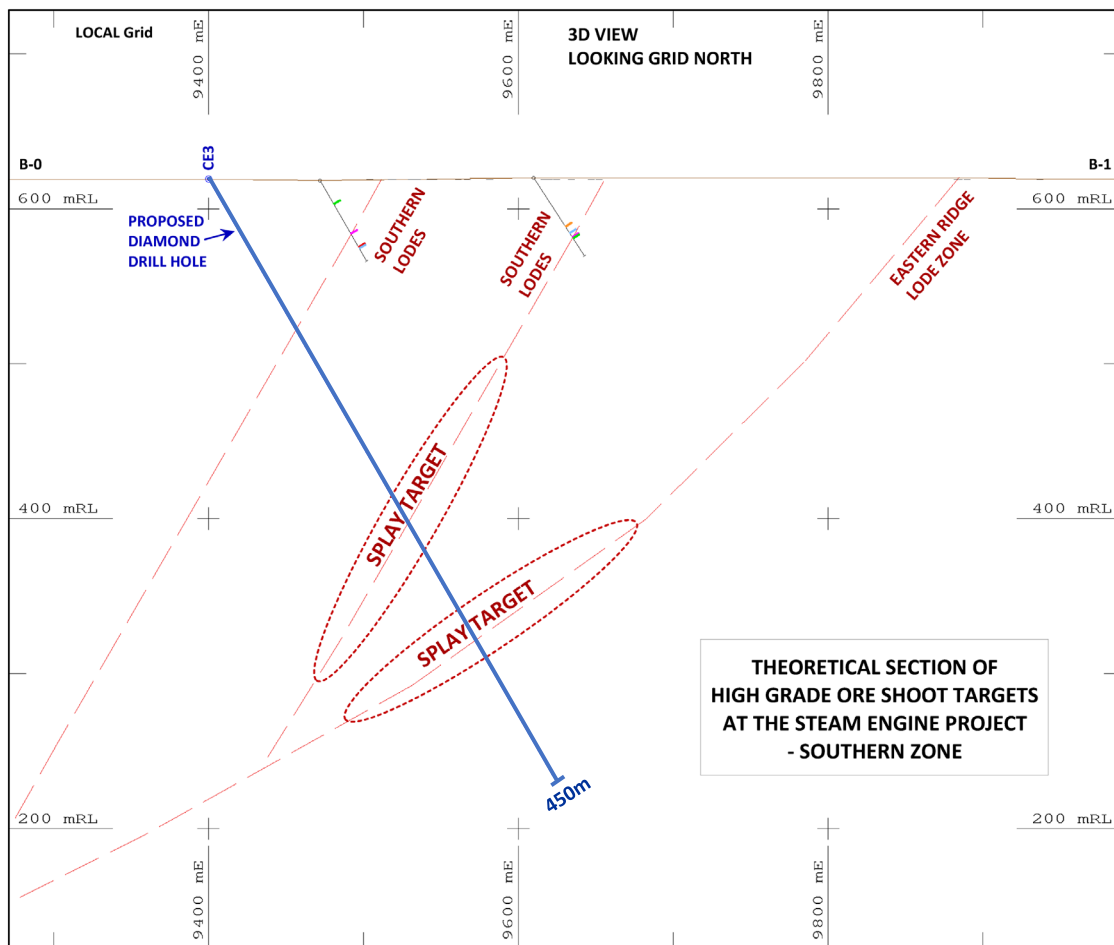 LOCAL Grid
9400 mE
9600 mE
3D VIEW
LOOKING GRID NORTH
9800 mE
B-0
CE3
B-1
600 mRL
600 mRL
PROPOSED
DIAMOND
DRILL HOLE
SOUTHERN
LODES
SOUTHERN
LODES
EASTERN RIDGE
LODE ZONE
SPLAY TARGET
400 mRL
400 mRL
SPLAY TARGET
THEORETICAL SECTION OF
HIGH GRADE ORE SHOOT TARGETS
AT THE STEAM ENGINE PROJECT
- SOUTHERN ZONE
450m
200 mRL
200 mRL
9400 mE
9600 mE
9800 mE